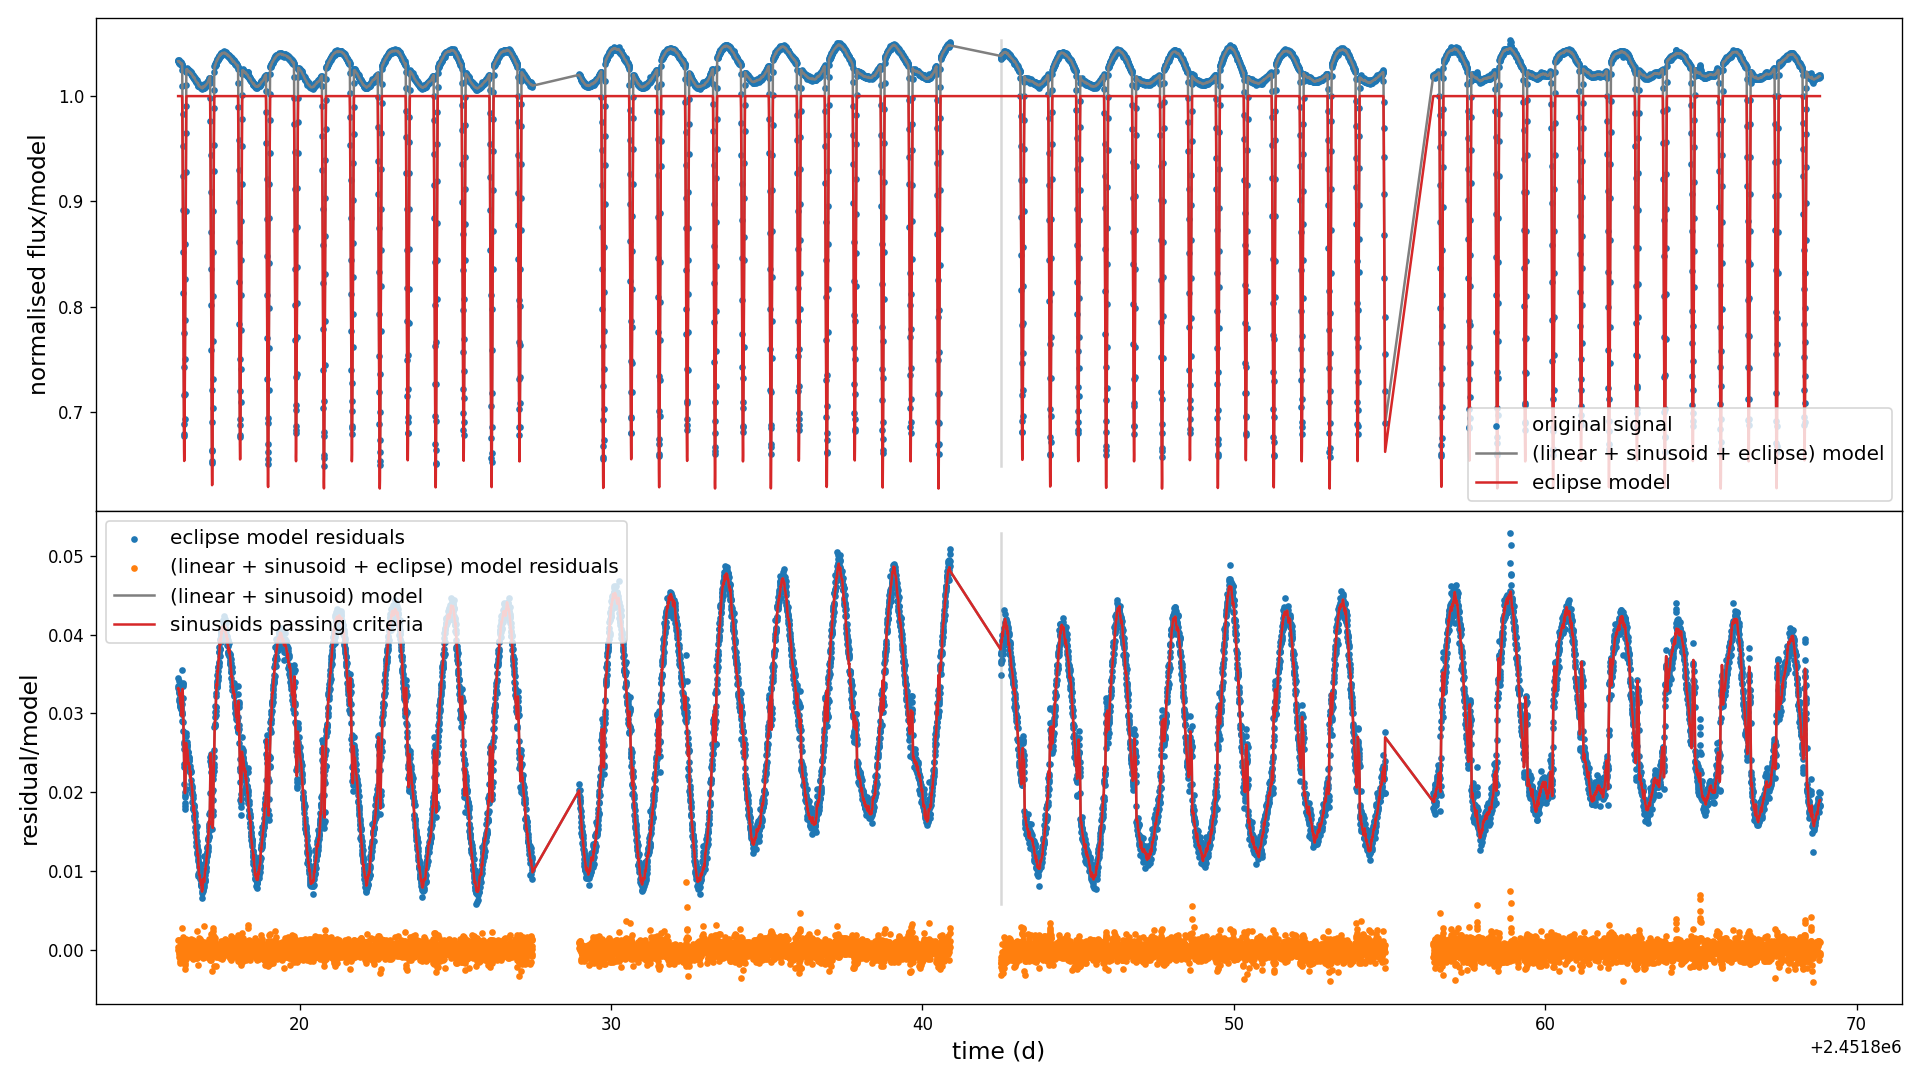 1.0
0.9
0.8
0.7
normalised flux/model
original signal
(linear + sinusoid + eclipse) model
eclipse model
eclipse model residuals
(linear + sinusoid + eclipse) model residuals
(linear + sinusoid) model
sinusoids passing criteria
0.05
0.04
0.03
0.02
0.01
0.00
residual/model
20
30
40
50
60
70
time (d)
+2.4518e6